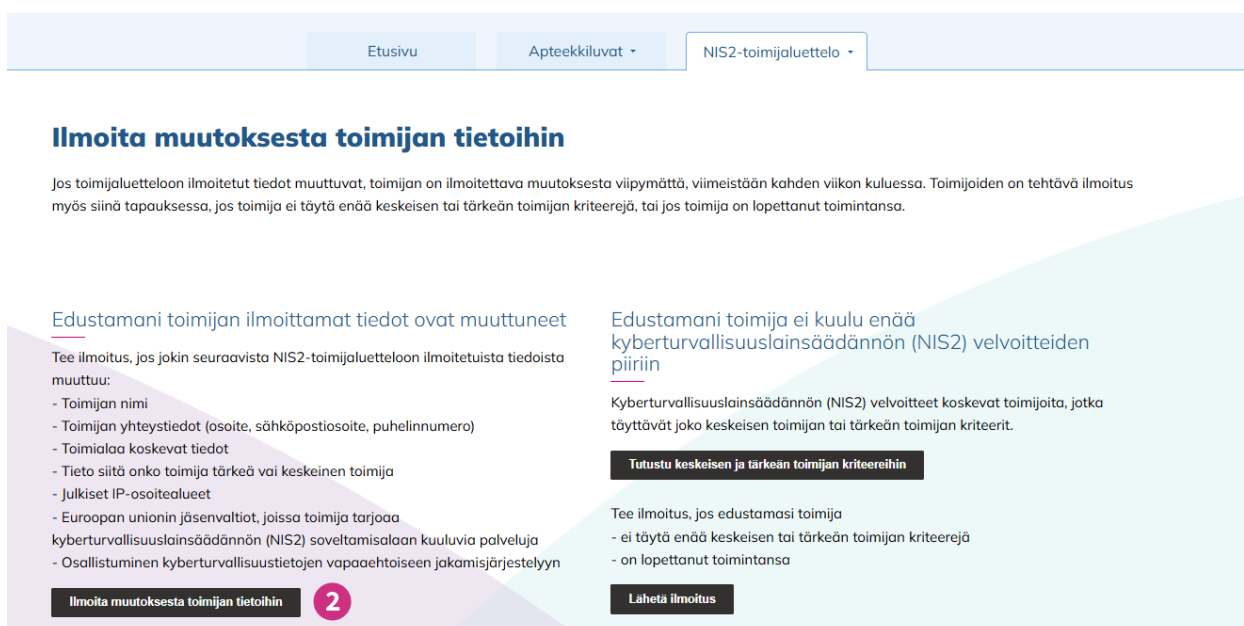 Etusivu
Apteekkiluvat
NIS2-toimijaluettelo
Ilmoita muutoksesta toimijan tietoihin
Jos toimijaluetteloon ilmoitetut tiedot muuttuvat, toimijan on ilmoitettava muutoksesta viipymättä, viimeistään kahden viikon kuluessa. Toimijoiden on tehtävä ilmoitus
myös siinä tapauksessa, jos toimija ei täytä enää keskeisen tai tärkeän toimijan kriteerejä, tai jos toimija on lopettanut toimintansa.
Edustamani toimijan ilmoittamat tiedot ovat muuttuneet
Tee ilmoitus, jos jokin seuraavista NIS2-toimijaluetteloon ilmoitetuista tiedoista
muuttuu:
- Toimijan nimi
- Toimijan yhteystiedot (osoite, sähköpostiosoite, puhelinnumero)
- Toimialaa koskevat tiedot
- Tieto siitä onko toimija tärkeä vai keskeinen toimija
- Julkiset IP-osoitealueet
- Euroopan unionin jäsenvaltiot, joissa toimija tarjoaa
kyberturvallisuuslainsäädännön (NIS2) soveltamisalaan kuuluvia palveluja
- Osallistuminen kyberturvallisuustietojen vapaaehtoiseen jakamisjärjestelyyn
Ilmoita muutoksesta toimijan tietoihin
2
Edustamani toimija ei kuulu enää
kyberturvallisuuslainsäädännön (NIS2) velvoitteiden
piiriin
Kyberturvallisuuslainsäädännön (NIS2) velvoitteet koskevat toimijoita, jotka
täyttävät joko keskeisen toimijan tai tärkeän toimijan kriteerit.
Tutustu keskeisen ja tärkeän toimijan kriteereihin
Tee ilmoitus, jos edustamasi toimija
- ei täytä enää keskeisen tai tärkeän toimijan kriteerejä
- on lopettanut toimintansa
Lähetä ilmoitus